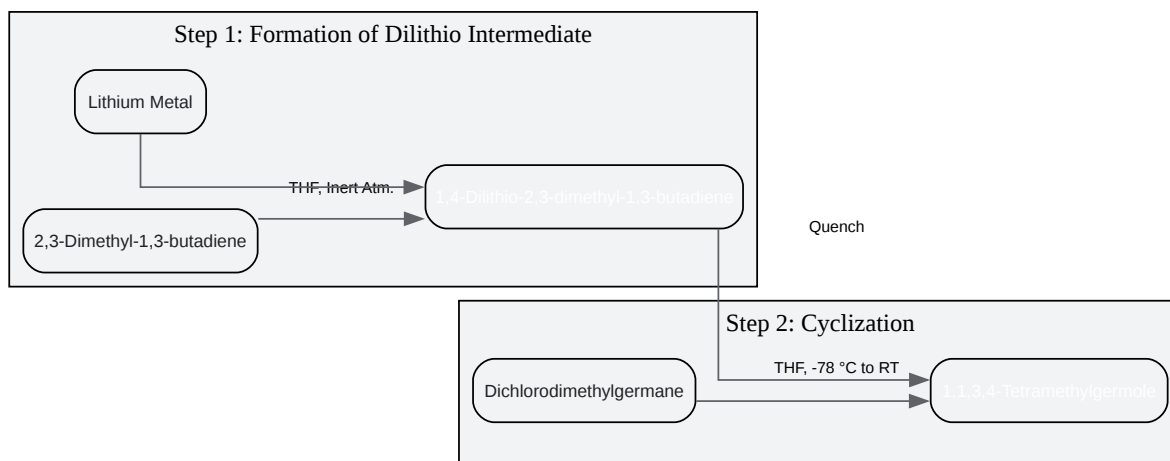 Step 1: Formation of Dilithio Intermediate
Lithium Metal
THF, Inert Atm.
1,4-Dilithio-2,3-dimethyl-1,3-butadiene
2,3-Dimethyl-1,3-butadiene
Quench
Step 2: Cyclization
THF, -78 °C to RT
Dichlorodimethylgermane
1,1,3,4-Tetramethylgermole